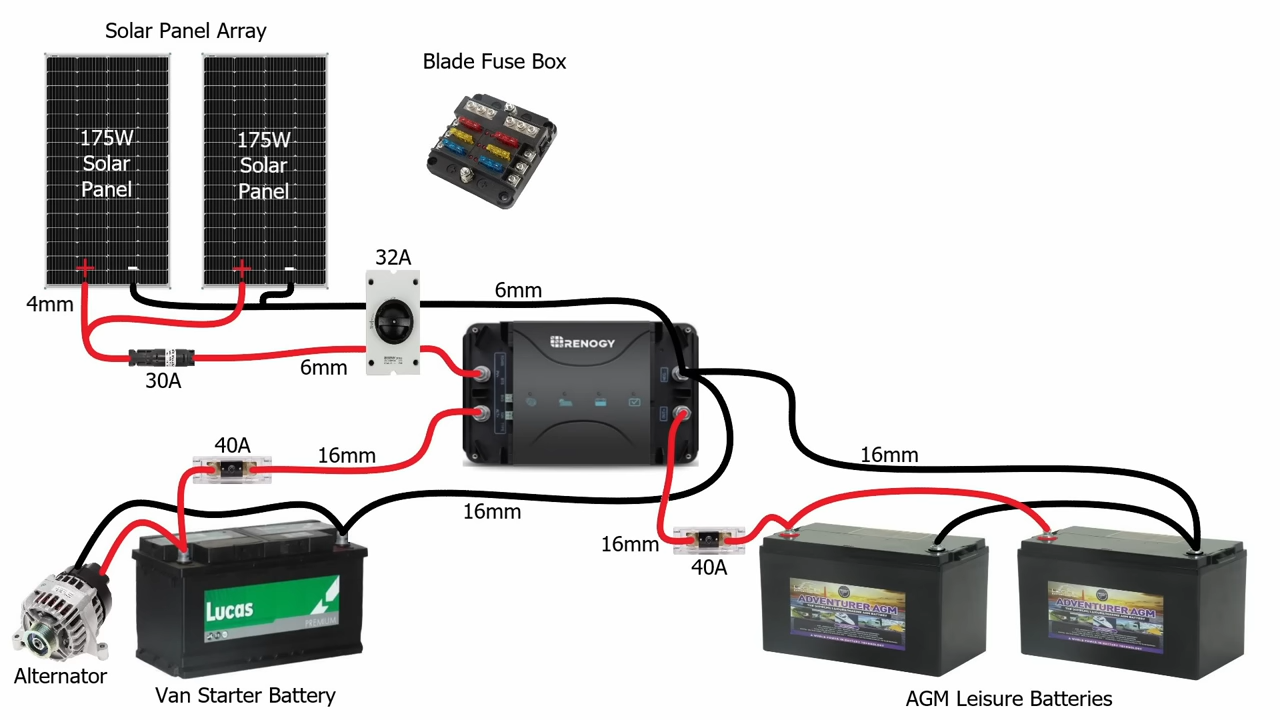 Solar Panel Array
Blade Fuse Box
175W
Solar
Panel
175W
Solar
Panel
32A
4mm
6mm
RENOGY
6mm
30A
40A
16mm
16mm
16mm
16mm
40A
Lucas
PREMIUM
ADVENTURER AGM
ADVENTURER AGM
Alternator
Van Starter Battery
AGM Leisure Batteries